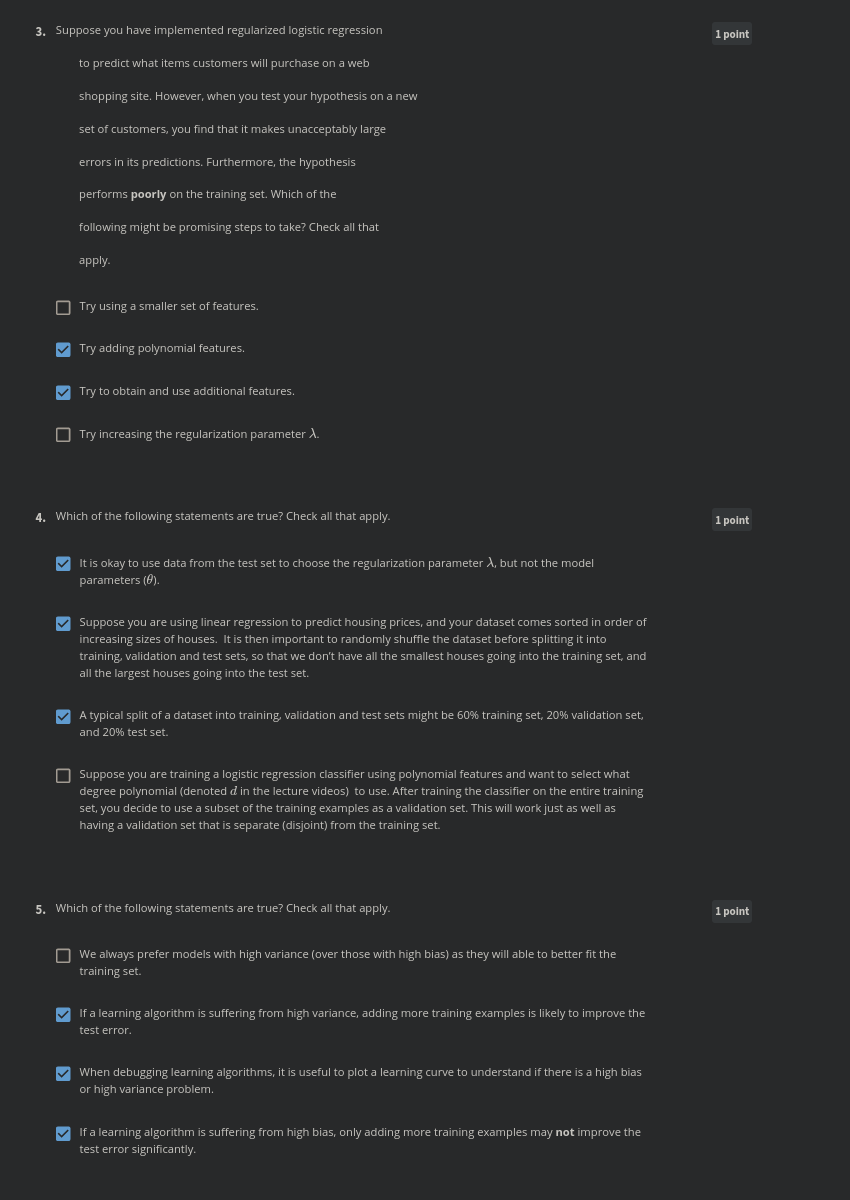 3. Suppose you have implemented regularized logistic regression
1 point
to predict what items customers will purchase on a web
shopping site. However, when you test your hypothesis on a new
set of customers, you find that it makes unacceptably large
errors in its predictions. Furthermore, the hypothesis
performs poorly on the training set. Which of the
following might be promising steps to take? Check all that
apply.
Try using a smaller set of features.
Try adding polynomial features.
Try to obtain and use additional features.
Try increasing the regularization parameter λ.
4. Which of the following statements are true? Check all that apply.
1 point
It is okay to use data from the test set to choose the regularization parameter λ, but not the model
parameters (θ).
Suppose you are using linear regression to predict housing prices, and your dataset comes sorted in order of
increasing sizes of houses.  It is then important to randomly shuffle the dataset before splitting it into
training, validation and test sets, so that we don't have all the smallest houses going into the training set, and
all the largest houses going into the test set.
A typical split of a dataset into training, validation and test sets might be 60% training set, 20% validation set,
and 20% test set.
Suppose you are training a logistic regression classifier using polynomial features and want to select what
degree polynomial (denoted d in the lecture videos)  to use. After training the classifier on the entire training
set, you decide to use a subset of the training examples as a validation set. This will work just as well as
having a validation set that is separate (disjoint) from the training set.
5. Which of the following statements are true? Check all that apply.
1 point
We always prefer models with high variance (over those with high bias) as they will able to better fit the
training set.
If a learning algorithm is suffering from high variance, adding more training examples is likely to improve the
test error.
When debugging learning algorithms, it is useful to plot a learning curve to understand if there is a high bias
or high variance problem.
If a learning algorithm is suffering from high bias, only adding more training examples may not improve the
test error significantly.